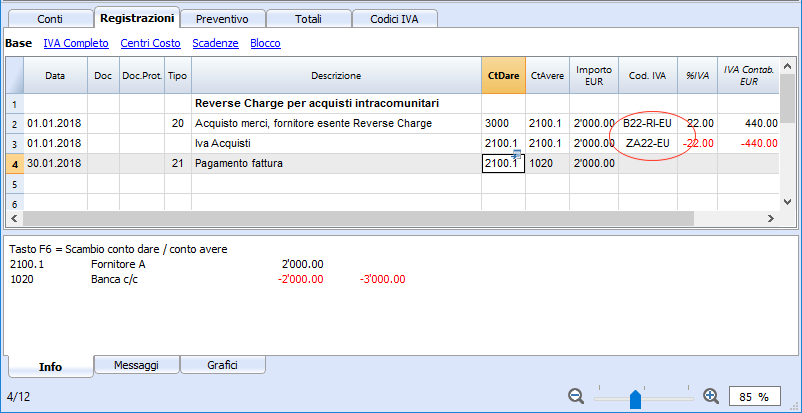 Conti Registrazioni Preventivo Totali Codici IVA
Base IVA Completo Centri Costo Scadenze Blocco
Data Doc Doc.Prot. Tipo Descrizione CtDare CtAvere Importo EUR Cod. IVA %IVA IVA Contab. EUR
1 Reverse Charge per acquisti intracomunitari
2 01.01.2018 20 Acquisto merci, fornitore esente Reverse Charge 3000 2100.1 2'000.00 B22-RI-EU 22.00 440.00
3 01.01.2018 Iva Acquisti 2100.1 2100.1 2'000.00 ZA22-EU -22.00 -440.00
4 30.01.2018 21 Pagamento fattura 2100.1 1020 2'000.00
5
6
Tasto F6 = Scambio conto dare / conto avere
2100.1 Fornitore A 2'000.00
1020 Banca c/c -2'000.00 -3'000.00
Info Messaggi Grafici
4/12 85 %